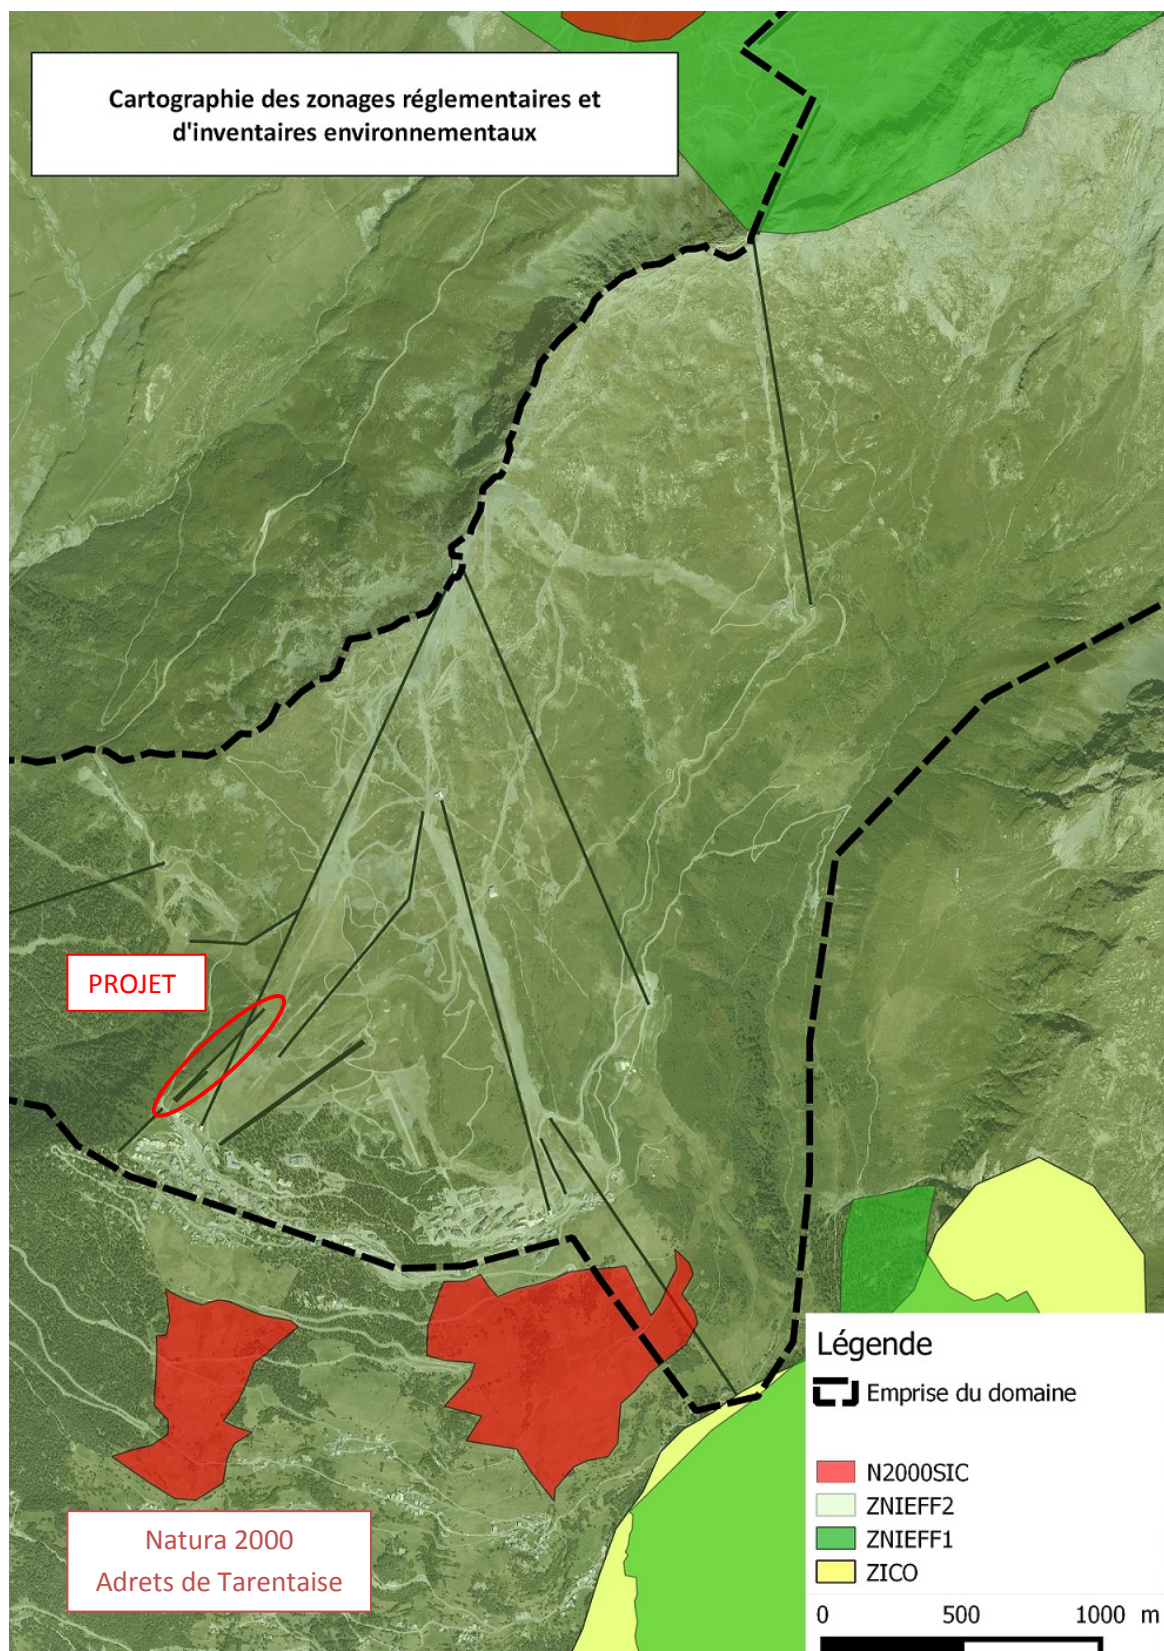 Cartographie des zonages réglementaires et
d'inventaires environnementaux
PROJET
Natura 2000
Adrets de Tarentaise
Légende
Emprise du domaine
N2000SIC
ZNIEFF2
ZNIEFF1
ZICO
0 500 1000 m